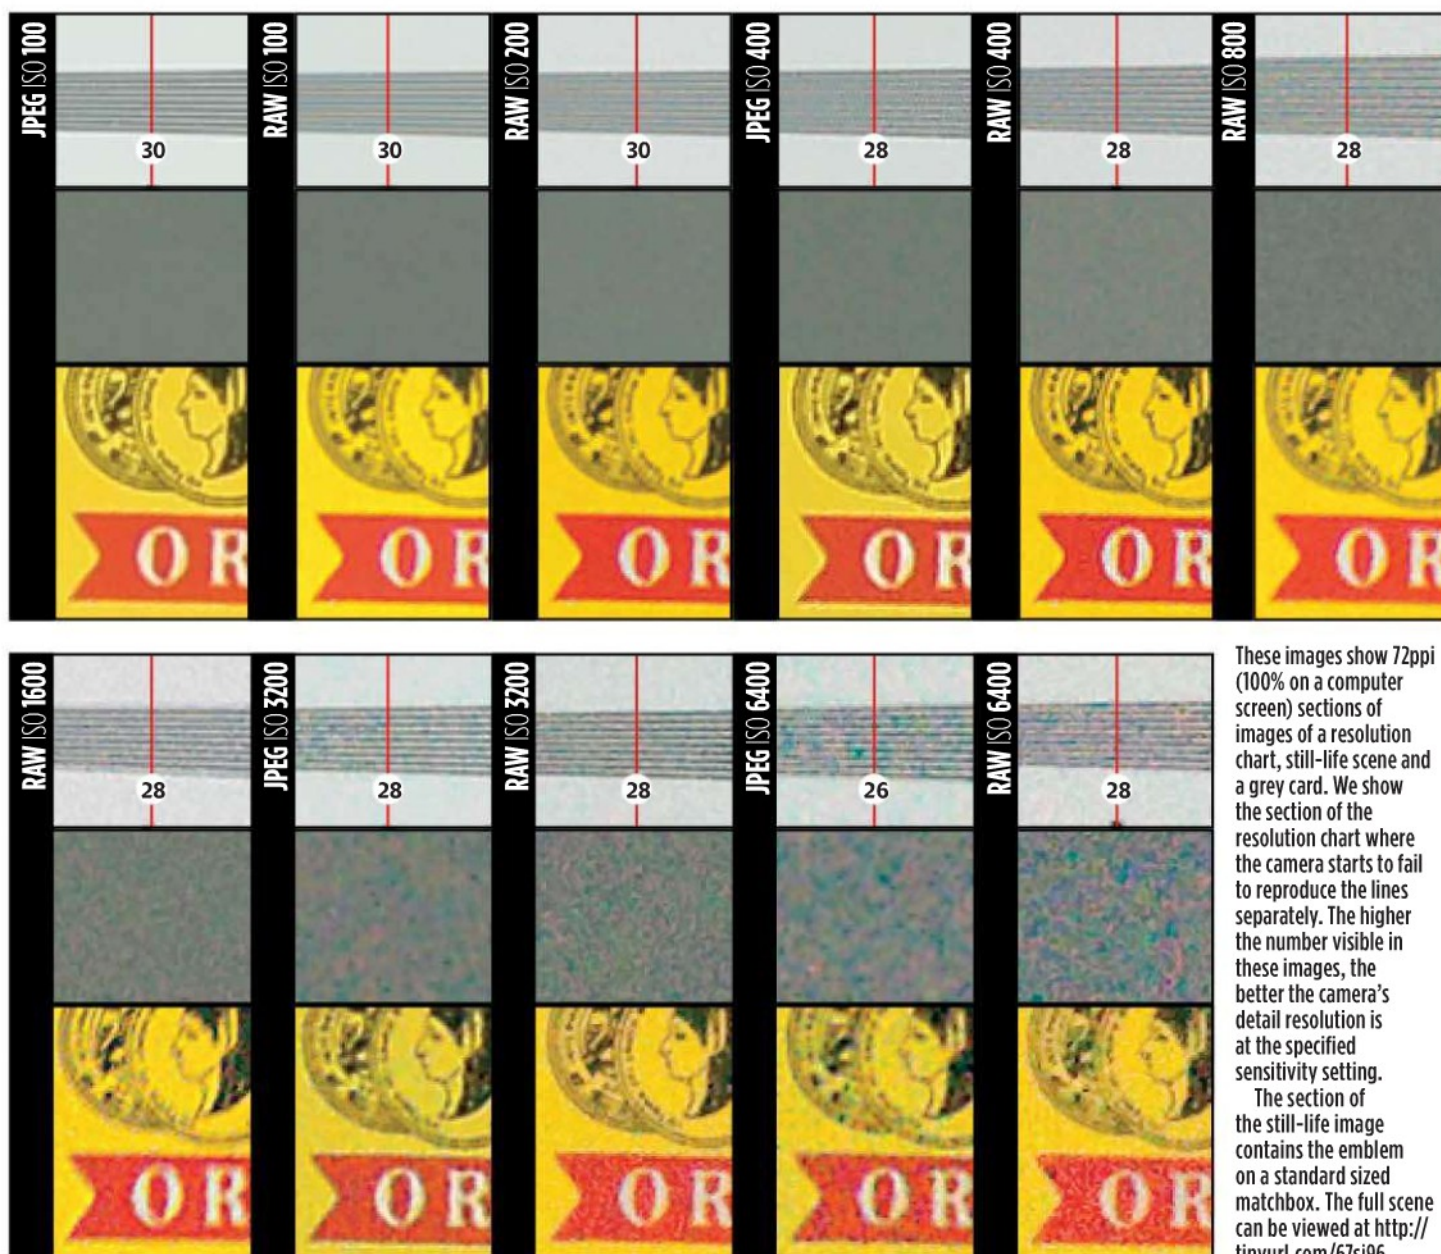 JPEG ISO 100
30
O R
RAW ISO 100
30
O R
RAW ISO 200
30
O R
JPEG ISO 400
28
O R
RAW ISO 400
28
O R
RAW ISO 800
28
O R
RAW ISO 1600
28
O R
JPEG ISO 3200
28
O R
RAW ISO 3200
28
O R
JPEG ISO 6400
26
O R
RAW ISO 6400
28
O R
These images show 72ppi
(100% on a computer
screen) sections of
images of a resolution
chart, still-life scene and
a grey card. We show
the section of the
resolution chart where
the camera starts to fail
to reproduce the lines
separately. The higher
the number visible in
these images, the
better the camera's
detail resolution is
at the specified
sensitivity setting.
The section of
the still-life image
contains the emblem
on a standard sized
matchbox. The full scene
can be viewed at http://